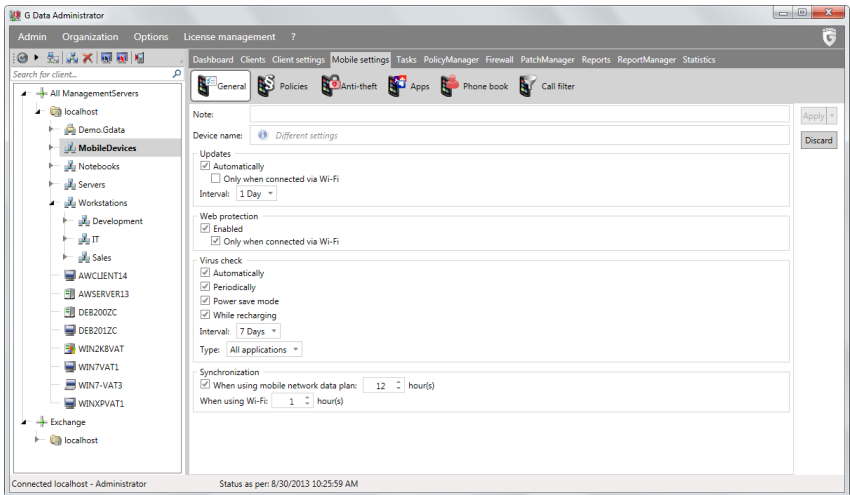 G Data Administrator
Admin Organization Options License management ?
Search for client...
All ManagementServers
localhost
Demo.Gdata
MobileDevices
Notebooks
Servers
Workstations
Development
IT
Sales
AWCLIENT14
AWSERVER13
DEB200ZC
DEB201ZC
WIN2K8VAT
WIN7VAT1
WIN7-VAT3
WINXPVAT1
Exchange
localhost
Dashboard Clients Client settings Mobile settings Tasks PolicyManager Firewall PatchManager Reports ReportManager Statistics
General Policies Anti-theft Apps Phone book Call filter
Note:
Device name: Different settings
Updates
Automatically
Only when connected via Wi-Fi
Interval: 1 Day
Web protection
Enabled
Only when connected via Wi-Fi
Virus check
Automatically
Periodically
Power save mode
While recharging
Interval: 7 Days
Type: All applications
Synchronization
When using mobile network data plan: 12 hour(s)
When using Wi-Fi: 1 hour(s)
Apply
Discard
Connected localhost - Administrator Status as per: 8/30/2013 10:25:59 AM